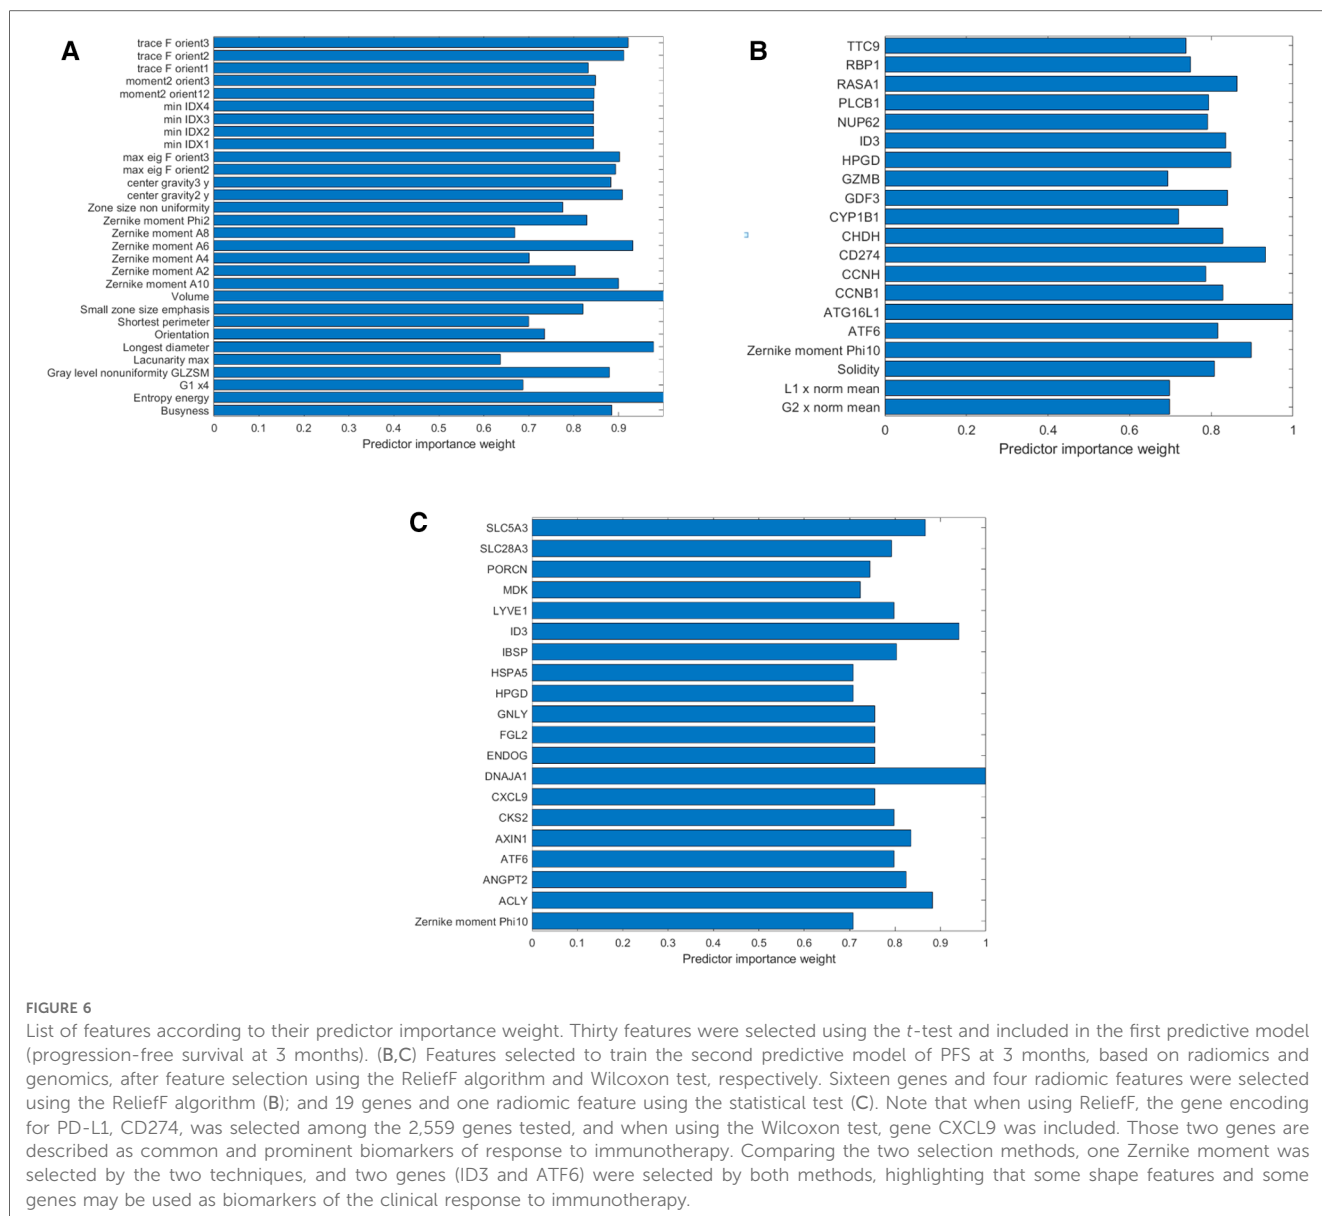 A
trace F orient3
trace F orient2
trace F orient1
moment2 orient3
moment2 orient12
min IDX4
min IDX3
min IDX2
min IDX1
max eig F orient3
max eig F orient2
center gravity3 y
center gravity2 y
Zone size non uniformity
Zernike moment Phi2
Zernike moment A8
Zernike moment A6
Zernike moment A4
Zernike moment A2
Zernike moment A10
Volume
Small zone size emphasis
Shortest perimeter
Orientation
Longest diameter
Lacunarity max
Gray level nonuniformity GLZSM
G1 x4
Entropy energy
Busyness
0 0.1 0.2 0.3 0.4 0.5 0.6 0.7 0.8 0.9
Predictor importance weight
B
TTC9
RBP1
RASA1
PLCB1
NUP62
ID3
HPGD
GZMB
GDF3
CYP1B1
CHDH
CD274
CCNH
CCNB1
ATG16L1
ATF6
Zernike moment Phi10
Solidity
L1 x norm mean
G2 x norm mean
0 0.2 0.4 0.6 0.8 1
Predictor importance weight
3
C
SLC5A3
SLC28A3
PORCN
MDK
LYVE1
ID3
IBSP
HSPA5
HPGD
GNLY
FGL2
ENDOG
DNAJA1
CXCL9
CKS2
AXIN1
ATF6
ANGPT2
ACLY
Zernike moment Phi10
0 0.1 0.2 0.3 0.4 0.5 0.6 0.7 0.8 0.9 1
Predictor importance weight
FIGURE 6
List of features according to their predictor importance weight. Thirty features were selected using the t-test and included in the first predictive model
(progression-free survival at 3 months). (B,C) Features selected to train the second predictive model of PFS at 3 months, based on radiomics and
genomics, after feature selection using the ReliefF algorithm and Wilcoxon test, respectively. Sixteen genes and four radiomic features were selected
using the ReliefF algorithm (B); and 19 genes and one radiomic feature using the statistical test (C). Note that when using ReliefF, the gene encoding
for PD-L1, CD274, was selected among the 2,559 genes tested, and when using the Wilcoxon test, gene CXCL9 was included. Those two genes are
described as common and prominent biomarkers of response to immunotherapy. Comparing the two selection methods, one Zernike moment was
selected by the two techniques, and two genes (ID3 and ATF6) were selected by both methods, highlighting that some shape features and some
genes may be used as biomarkers of the clinical response to immunotherapy.